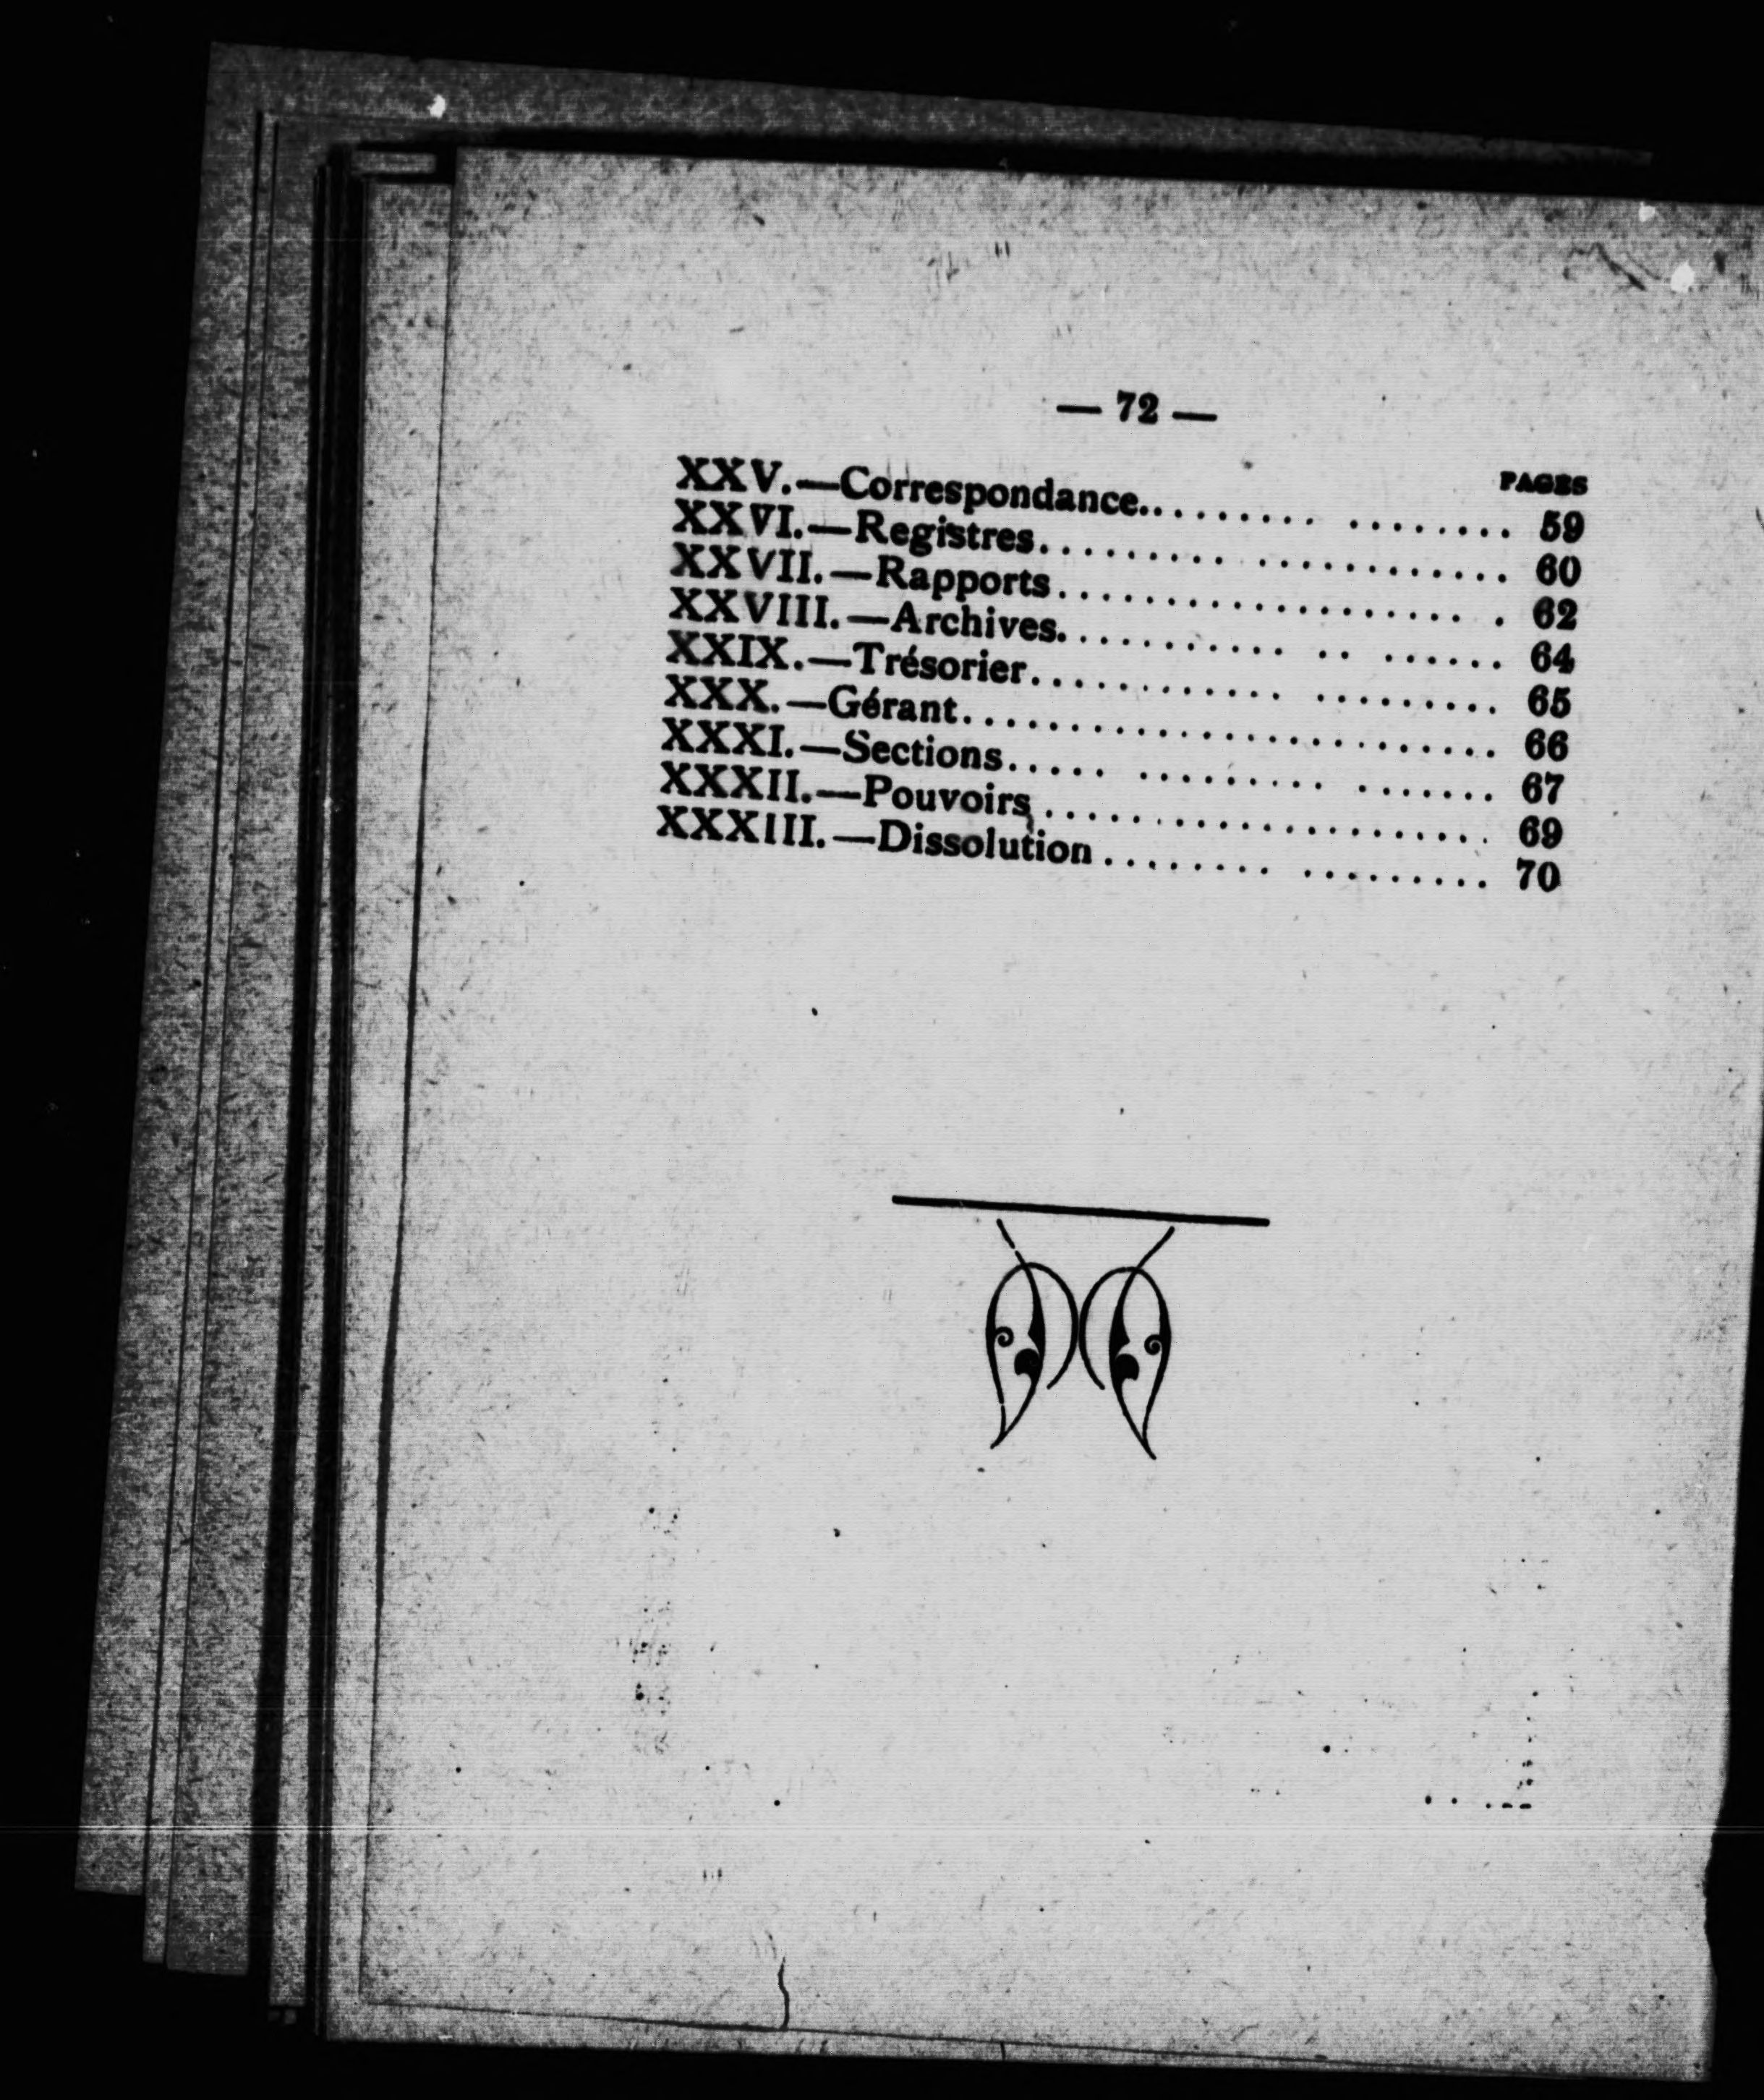 — 72 —
PAGES
XXV.—Correspondance.......... ........ 59
XXVI.—Registres.......... ............ 60
XXVII.—Rapports.................... . 62
XXVIII.—Archives............ .. ...... 64
XXIX.—Trésorier............ ......... 65
XXX.—Gérant......................... 66
XXXI.—Sections..... ......... ....... 67
XXXII.—Pouvoirs...................... 69
XXXIII.—Dissolution........ ......... 70